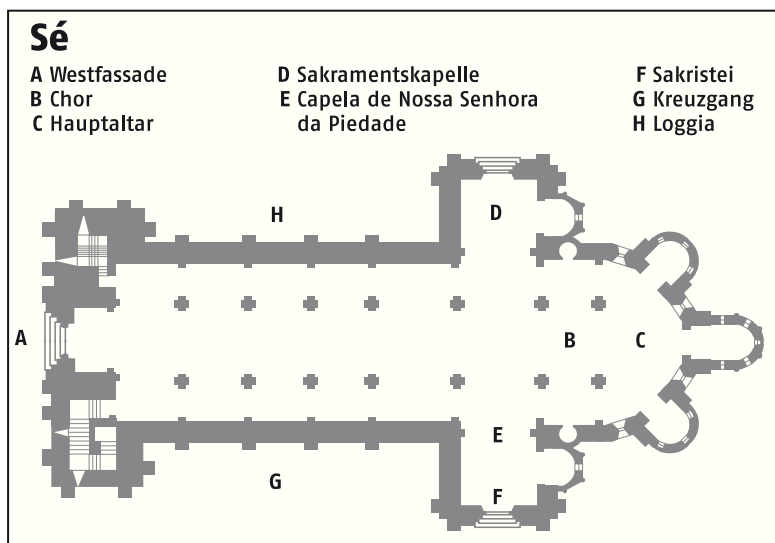 Sé
A Westfassade
B Chor
C Hauptaltar
D Sakramentskapelle
E Capela de Nossa Senhora
da Piedade
F Sakristei
G Kreuzgang
H Loggia
H
D
A
B
C
E
G
F